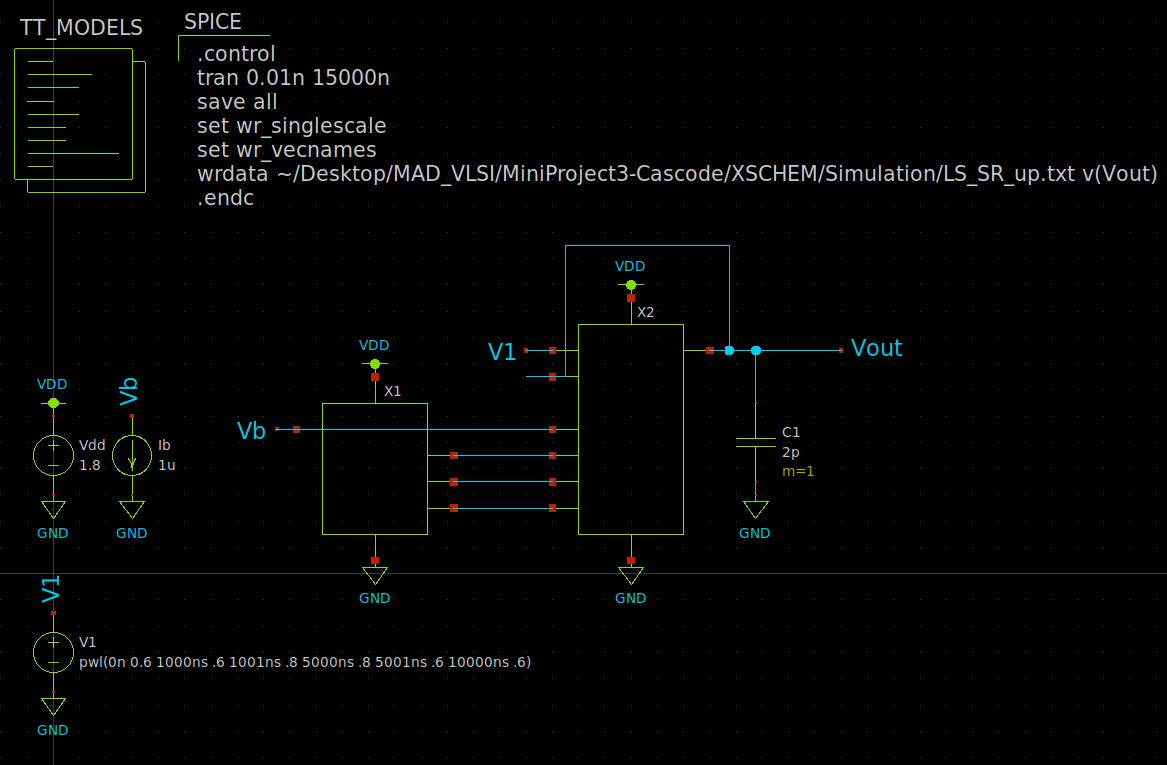 TT_MODELS
SPICE
.control
tran 0.01n 15000n
save all
set wr_singlescale
set wr_vecnames
wrdata ~/Desktop/MAD_VLSI/MiniProject3-Cascode/XSCHEM/Simulation/LS_SR_up.txt v(Vout)
.endc
VDD
X2
V1
Vout
VDD
X1
Vb
C1
2p
m=1
GND
VDD
Vb
Vdd
1.8
Ib
1u
GND
GND
GND
GND
V1
V1
pwl(0n 0.6 1000ns .6 1001ns .8 5000ns .8 5001ns .6 10000ns .6)
GND